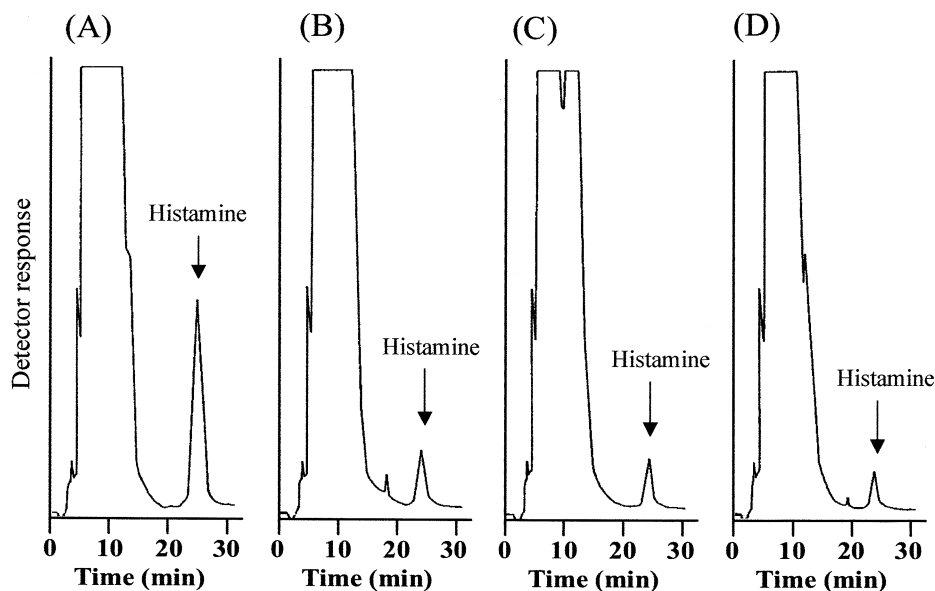 (A)
(B)
(C)
(D)
Detector response
Histamine
Histamine
Histamine
Histamine
0 10 20 30
0 10 20 30
0 10 20 30
0 10 20 30
Time (min)
Time (min)
Time (min)
Time (min)